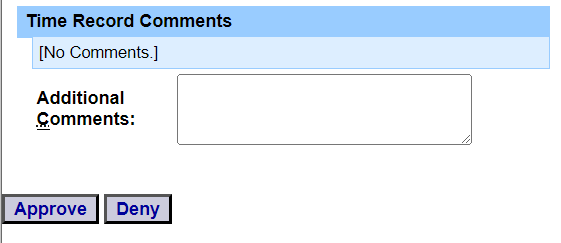 Time Record Comments
[No Comments.]
Additional
Comments:
Approve Deny